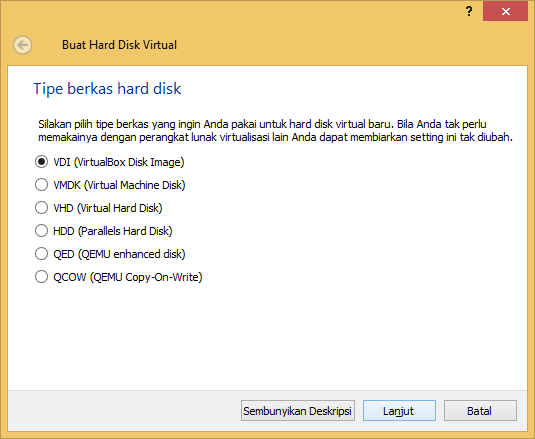 ?
Buat Hard Disk Virtual
Tipe berkas hard disk
Silakan pilih tipe berkas yang ingin Anda pakai untuk hard disk virtual baru. Bila Anda tak perlu
memakainya dengan perangkat lunak virtualisasi lain Anda dapat membiarkan setting ini tak diubah.
VDI (VirtualBox Disk Image)
VMDK (Virtual Machine Disk)
VHD (Virtual Hard Disk)
HDD (Parallels Hard Disk)
QED (QEMU enhanced disk)
QCOW (QEMU Copy-On-Write)
Sembunyikan Deskripsi Lanjut Batal